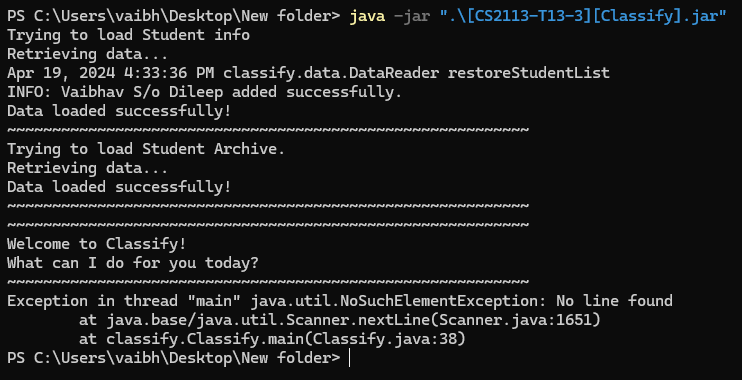 PS C:\Users\vaibh\Desktop\New folder> java -jar ".\[CS2113-T13-3][Classify].jar"
Trying to load Student info
Retrieving data...
Apr 19, 2024 4:33:36 PM classify.data.DataReader restoreStudentList
INFO: Vaibhav S/o Dileep added successfully.
Data loaded successfully!
~~~~~~~~~~~~~~~~~~~~~~~~~~~~~~~~~~~~~~~~~~~~~~~~~~~~~~~~~~
Trying to load Student Archive.
Retrieving data...
Data loaded successfully!
~~~~~~~~~~~~~~~~~~~~~~~~~~~~~~~~~~~~~~~~~~~~~~~~~~~~~~~~~~
~~~~~~~~~~~~~~~~~~~~~~~~~~~~~~~~~~~~~~~~~~~~~~~~~~~~~~~~~~
Welcome to Classify!
What can I do for you today?
~~~~~~~~~~~~~~~~~~~~~~~~~~~~~~~~~~~~~~~~~~~~~~~~~~~~~~~~~~
Exception in thread "main" java.util.NoSuchElementException: No line found
        at java.base/java.util.Scanner.nextLine(Scanner.java:1651)
        at classify.Classify.main(Classify.java:38)
PS C:\Users\vaibh\Desktop\New folder>